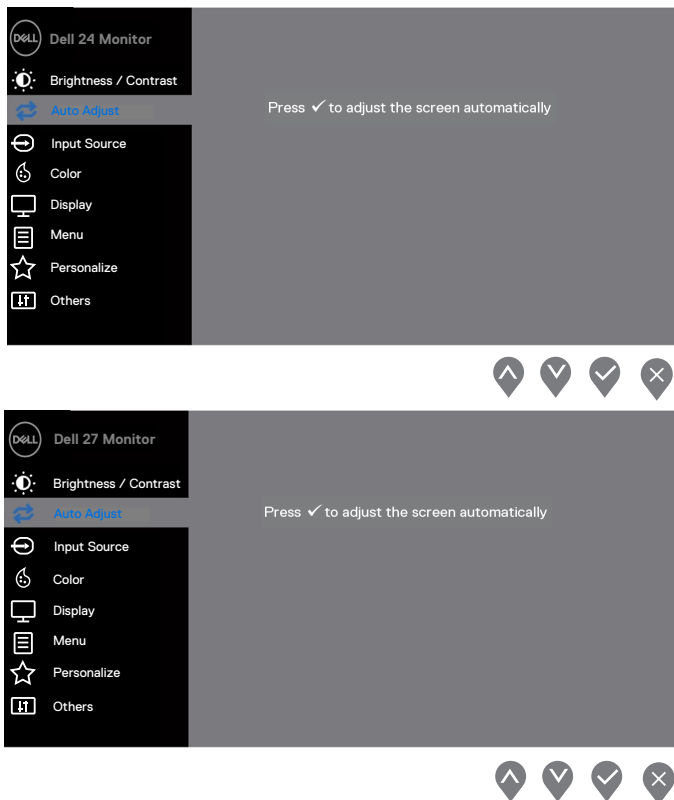 DELL Dell 24 Monitor
Brightness / Contrast
Auto Adjust
Press ✓ to adjust the screen automatically
Input Source
Color
Display
Menu
Personalize
Others
DELL Dell 27 Monitor
Brightness / Contrast
Auto Adjust
Press ✓ to adjust the screen automatically
Input Source
Color
Display
Menu
Personalize
Others